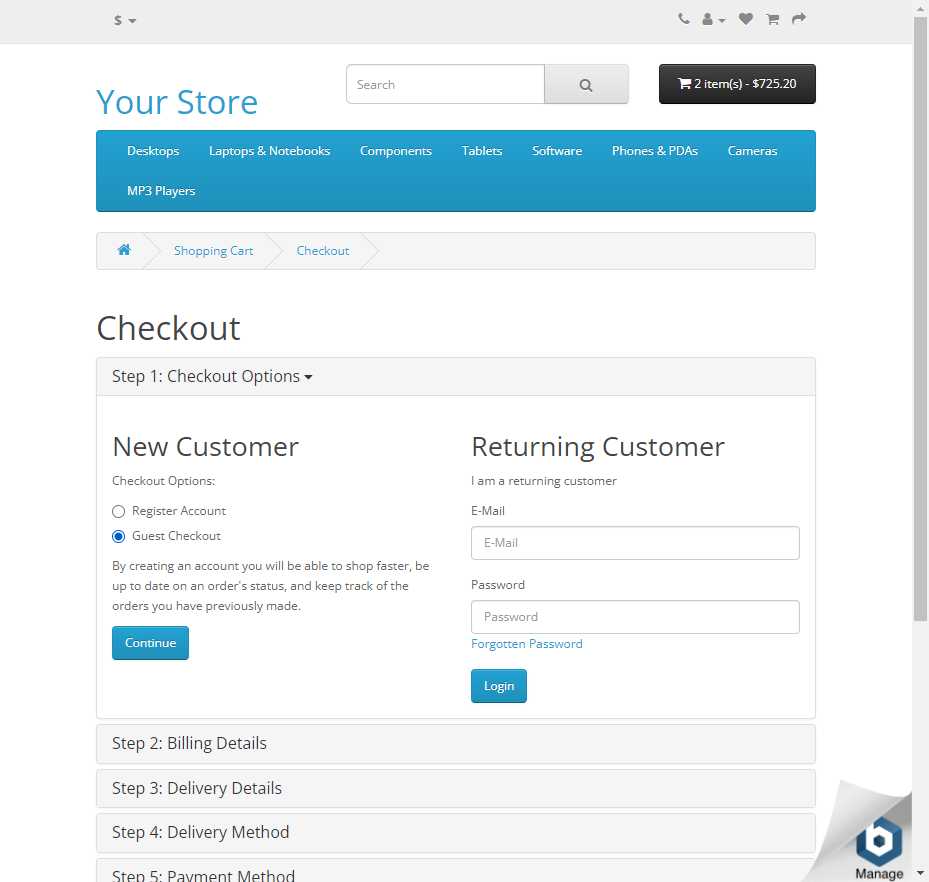 $
Search
2 item(s) - $725.20
Your Store
Desktops
Laptops & Notebooks
Components
Tablets
Software
Phones & PDAs
Cameras
MP3 Players
Shopping Cart
Checkout
Checkout
Step 1: Checkout Options
New Customer
Checkout Options:
Register Account
Guest Checkout
By creating an account you will be able to shop faster, be
up to date on an order's status, and keep track of the
orders you have previously made.
Continue
Returning Customer
I am a returning customer
E-Mail
E-Mail
Password
Password
Forgotten Password
Login
Step 2: Billing Details
Step 3: Delivery Details
Step 4: Delivery Method
Step 5: Payment Method
Manage